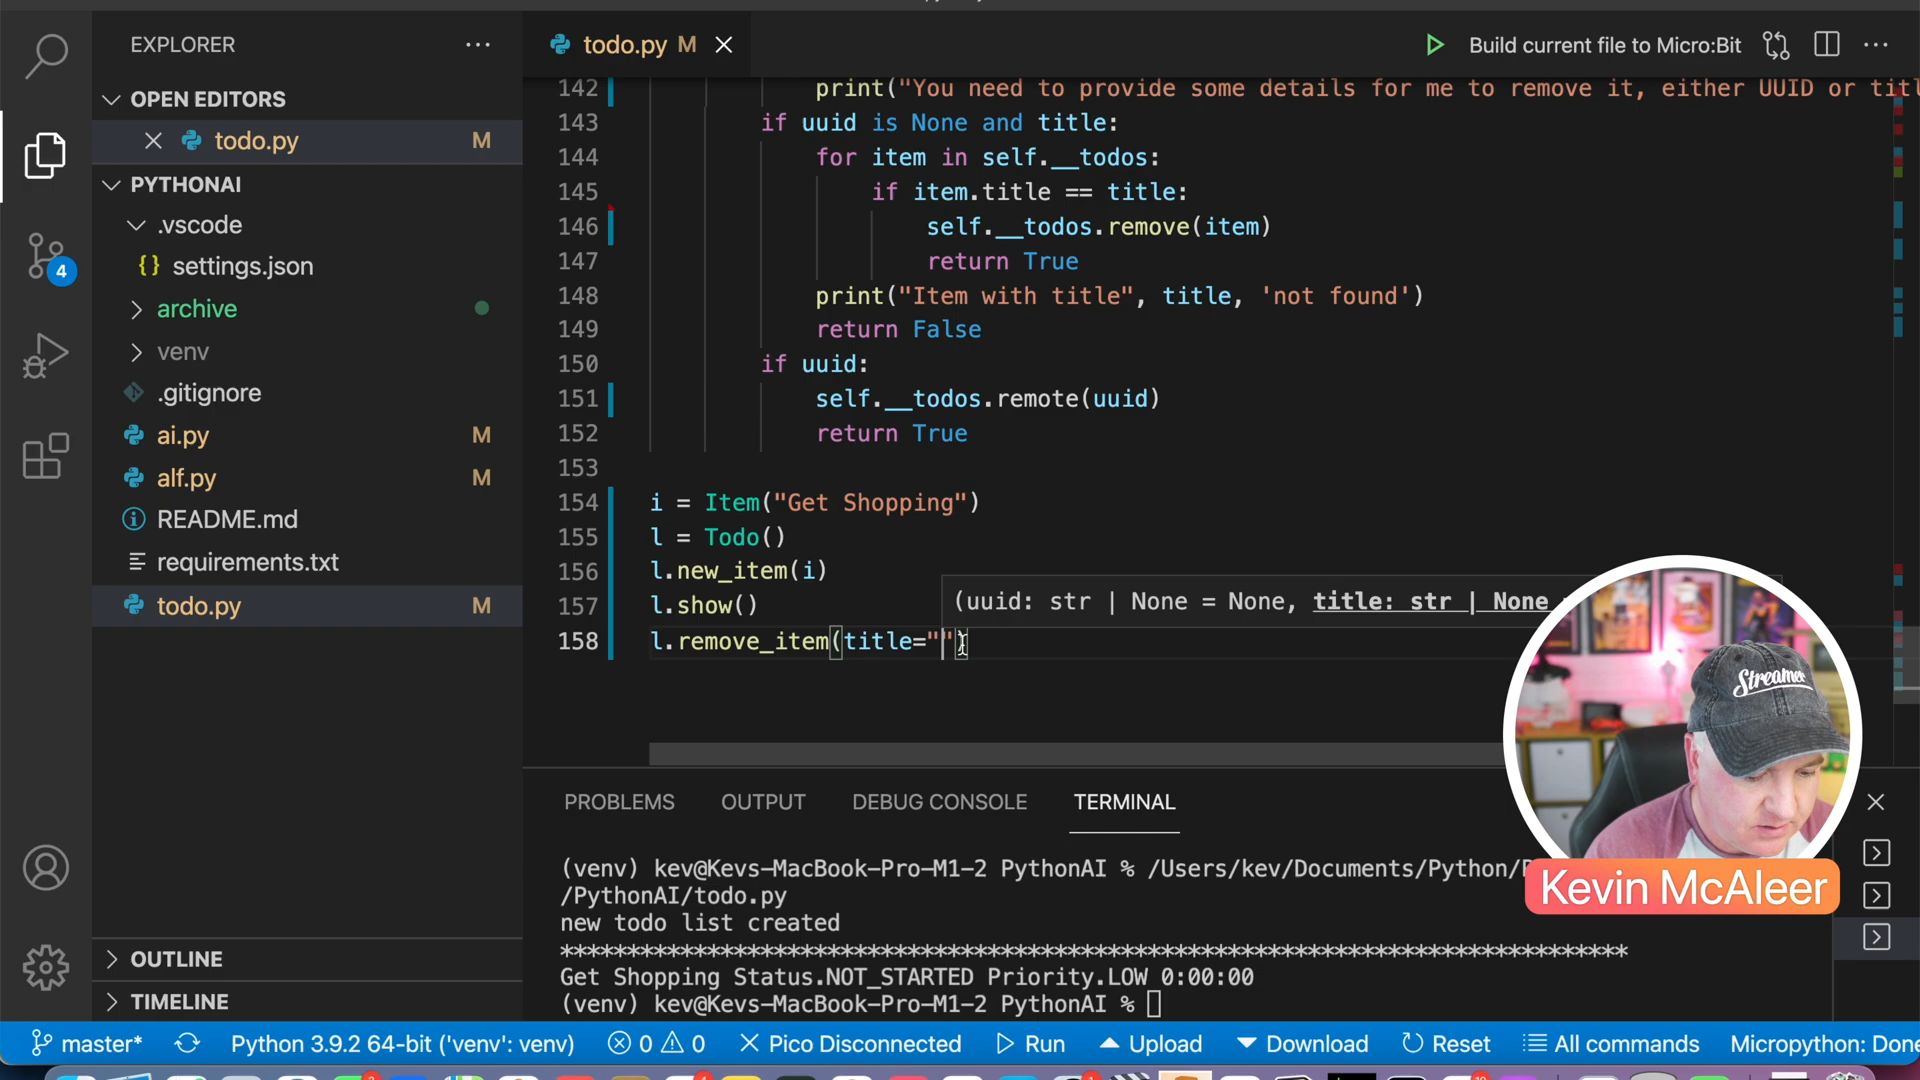 EXPLORER
OPEN EDITORS
todo.py M
PYTHONAI
.vscode
{} settings.json
archive
venv
.gitignore
ai.py M
alf.py M
README.md
requirements.txt
todo.py M
OUTLINE
TIMELINE
4
todo.py M
Build current file to Micro:Bit
142 print("You need to provide some details for me to remove it, either UUID or titl
143 if uuid is None and title:
144 for item in self.__todos:
145 if item.title == title:
146 self.__todos.remove(item)
147 return True
148 print("Item with title", title, 'not found')
149 return False
150 if uuid:
151 self.__todos.remote(uuid)
152 return True
153
154 i = Item("Get Shopping")
155 l = Todo()
156 l.new_item(i)
(uuid: str | None = None, title: str | None
157 l.show()
158 l.remove_item(title="")
Streamer
Kevin McAleer
PROBLEMS OUTPUT DEBUG CONSOLE TERMINAL
(venv) kev@Kevs-MacBook-Pro-M1-2 PythonAI % /Users/kev/Documents/Python/
/PythonAI/todo.py
new todo list created
*******************************************************************************
Get Shopping Status.NOT_STARTED Priority.LOW 0:00:00
(venv) kev@Kevs-MacBook-Pro-M1-2 PythonAI %
master* Python 3.9.2 64-bit ('venv': venv) 0 0 Pico Disconnected Run Upload Download Reset All commands Micropython: Done